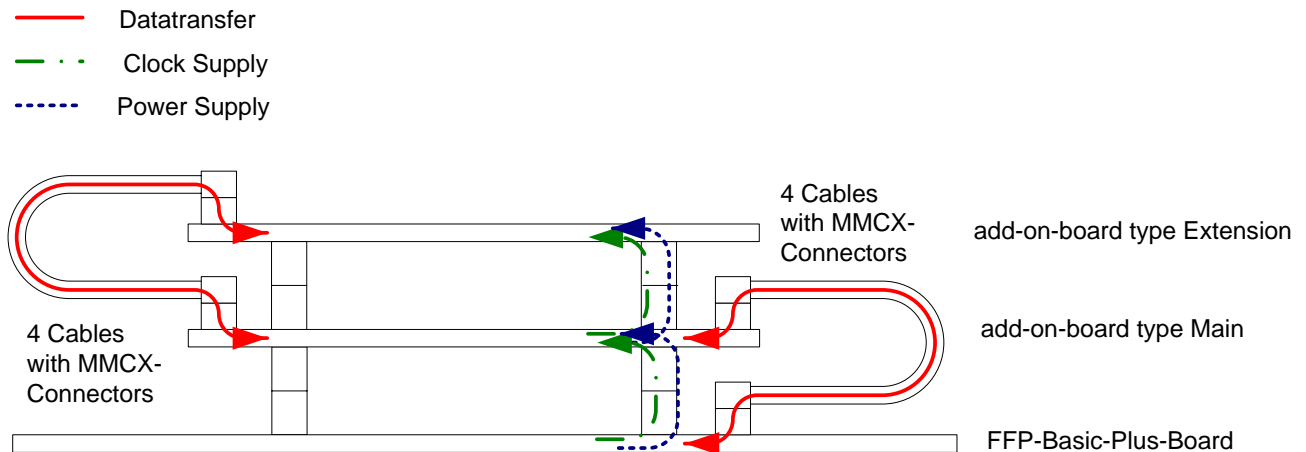 Datatransfer
Clock Supply
Power Supply
4 Cables
with MMCX-
Connectors
add-on-board type Extension
4 Cables
with MMCX-
Connectors
add-on-board type Main
FFP-Basic-Plus-Board